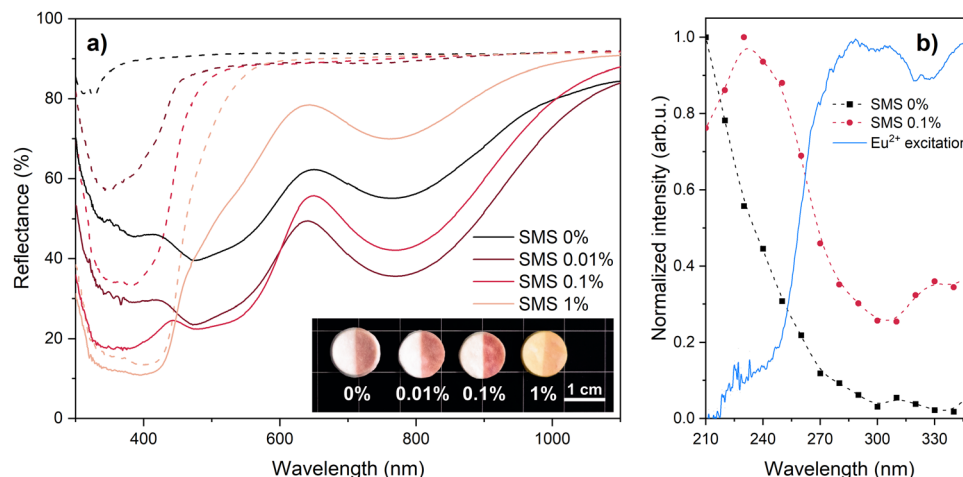 a)
Reflectance (%)
100
80
60
40
20
0
SMS 0%
SMS 0.01%
SMS 0.1%
SMS 1%
0%
0.01%
0.1%
1%
1 cm
400
600
800
1000
Wavelength (nm)
b)
Normalized intensity (arb.u.)
1.0
0.8
0.6
0.4
0.2
0.0
SMS 0%
SMS 0.1%
Eu²⁺ excitation
210
240
270
300
330
Wavelength (nm)